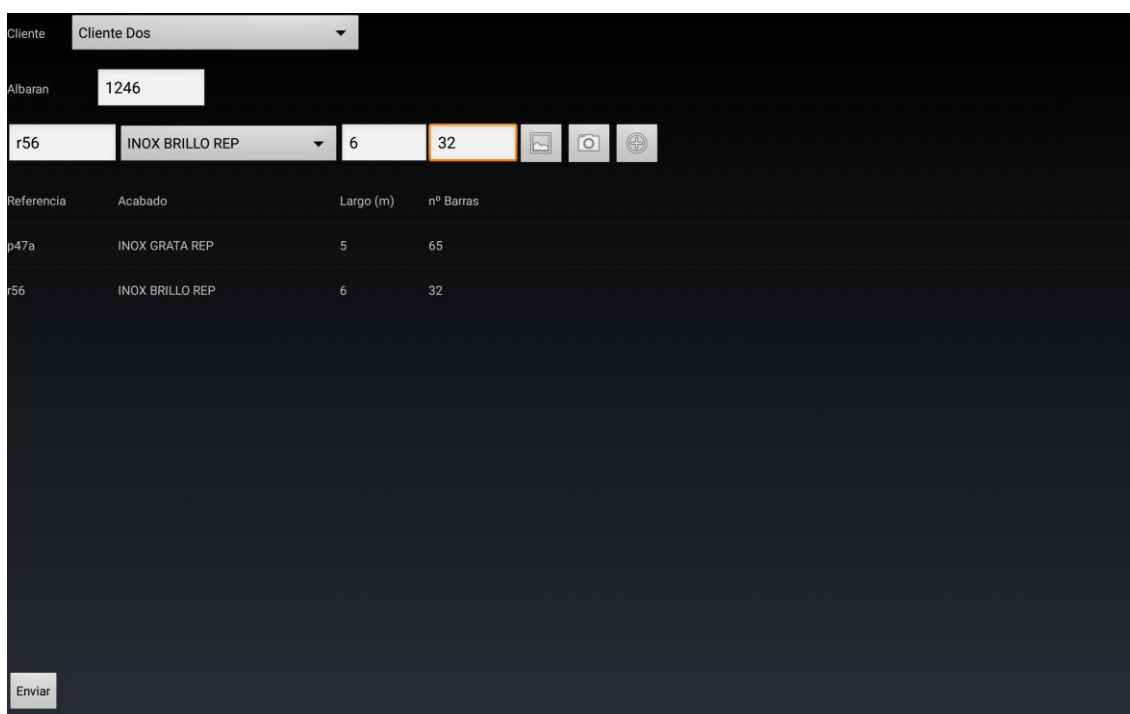 Cliente Cliente Dos
Albaran 1246
r56 INOX BRILLO REP 6 32
Referencia Acabado Largo (m) nº Barras
p47a INOX GRATA REP 5 65
r56 INOX BRILLO REP 6 32
Enviar